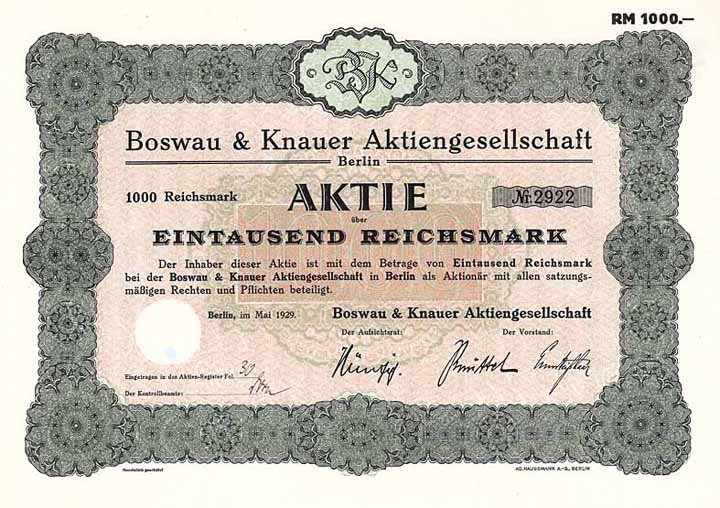 RM 1000.—
BK
Boswau & Knauer Aktiengesellschaft
Berlin
1000 Reichsmark
AKTIE
Nr. 2922
über
EINTAUSEND REICHSMARK
Der Inhaber dieser Aktie ist mit dem Betrage von Eintausend Reichsmark
bei der Boswau & Knauer Aktiengesellschaft in Berlin als Aktionär mit allen satzungs-
mäßigen Rechten und Pflichten beteiligt.
Berlin, im Mai 1929.
Boswau & Knauer Aktiengesellschaft
Der Aufsichtsrat:
Der Vorstand:
Eingetragen in das Aktien-Register Fol. 30
Der Kontrollbeamte:
Gesetzlich geschützt
AD. HAUSSMANN A.-G., BERLIN